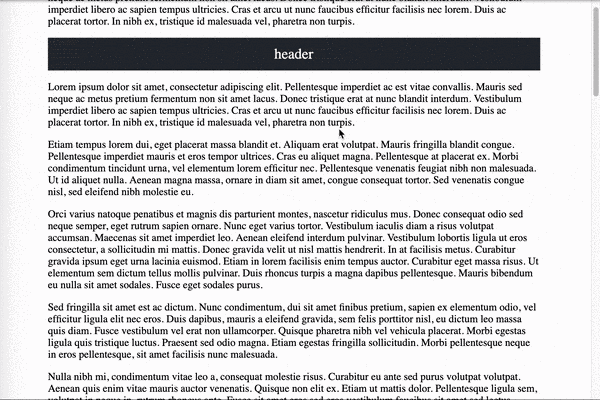 imperdiet libero ac sapien tempus ultricies. Cras et arcu ut nunc faucibus efficitur facilisis nec lorem. Duis ac
placerat tortor. In nibh ex, tristique id malesuada vel, pharetra non turpis.
header
Lorem ipsum dolor sit amet, consectetur adipiscing elit. Pellentesque imperdiet ac est vitae convallis. Mauris sed
neque ac metus pretium fermentum non sit amet lacus. Donec tristique erat at nunc blandit interdum. Vestibulum
imperdiet libero ac sapien tempus ultricies. Cras et arcu ut nunc faucibus efficitur facilisis nec lorem. Duis ac
placerat tortor. In nibh ex, tristique id malesuada vel, pharetra non turpis.
Etiam tempus lorem dui, eget placerat massa blandit et. Aliquam erat volutpat. Mauris fringilla blandit congue.
Pellentesque imperdiet mauris et eros tempor ultrices. Cras eu aliquet magna. Pellentesque at placerat ex. Morbi
condimentum tincidunt urna, vel elementum lorem efficitur nec. Pellentesque venenatis feugiat nibh non malesuada.
Ut id aliquet nulla. Aenean magna massa, ornare in diam sit amet, congue consequat tortor. Sed venenatis congue
nisl, sed eleifend nibh molestie eu.
Orci varius natoque penatibus et magnis dis parturient montes, nascetur ridiculus mus. Donec consequat odio sed
neque semper, eget rutrum sapien ornare. Nunc eget varius tortor. Vestibulum iaculis diam a risus volutpat
accumsan. Maecenas sit amet imperdiet leo. Aenean eleifend interdum pulvinar. Vestibulum lobortis ligula ut eros
consectetur, a sollicitudin mi mattis. Donec gravida velit ut nisl mattis hendrerit. In at facilisis metus. Curabitur
gravida ipsum eget urna lacinia euismod. Etiam in lorem facilisis enim tempus auctor. Curabitur eget massa risus. Ut
elementum sem dictum tellus mollis pulvinar. Duis rhoncus turpis a magna dapibus pellentesque. Mauris bibendum
eu nulla sit amet sodales. Fusce eget sodales purus.
Sed fringilla sit amet est ac dictum. Nunc condimentum, dui sit amet finibus pretium, sapien ex elementum odio, vel
efficitur ligula elit nec eros. Duis dapibus, mauris a eleifend gravida, sem felis porttitor nisl, eu dictum leo massa
quis diam. Fusce vestibulum vel erat non ullamcorper. Quisque pharetra nibh vel vehicula placerat. Morbi egestas
ligula quis tristique luctus. Praesent sed odio magna. Etiam egestas fringilla sollicitudin. Morbi pretium neque
in eros pellentesque, sit amet facilisis nunc malesuada.
Nulla nibh mi, condimentum vitae leo a, consequat molestie risus. Curabitur eu ante sed purus volutpat volutpat.
Aenean quis enim vitae mauris auctor venenatis. Quisque non elit ex. Etiam ut mattis dolor. Pellentesque ligula sem,